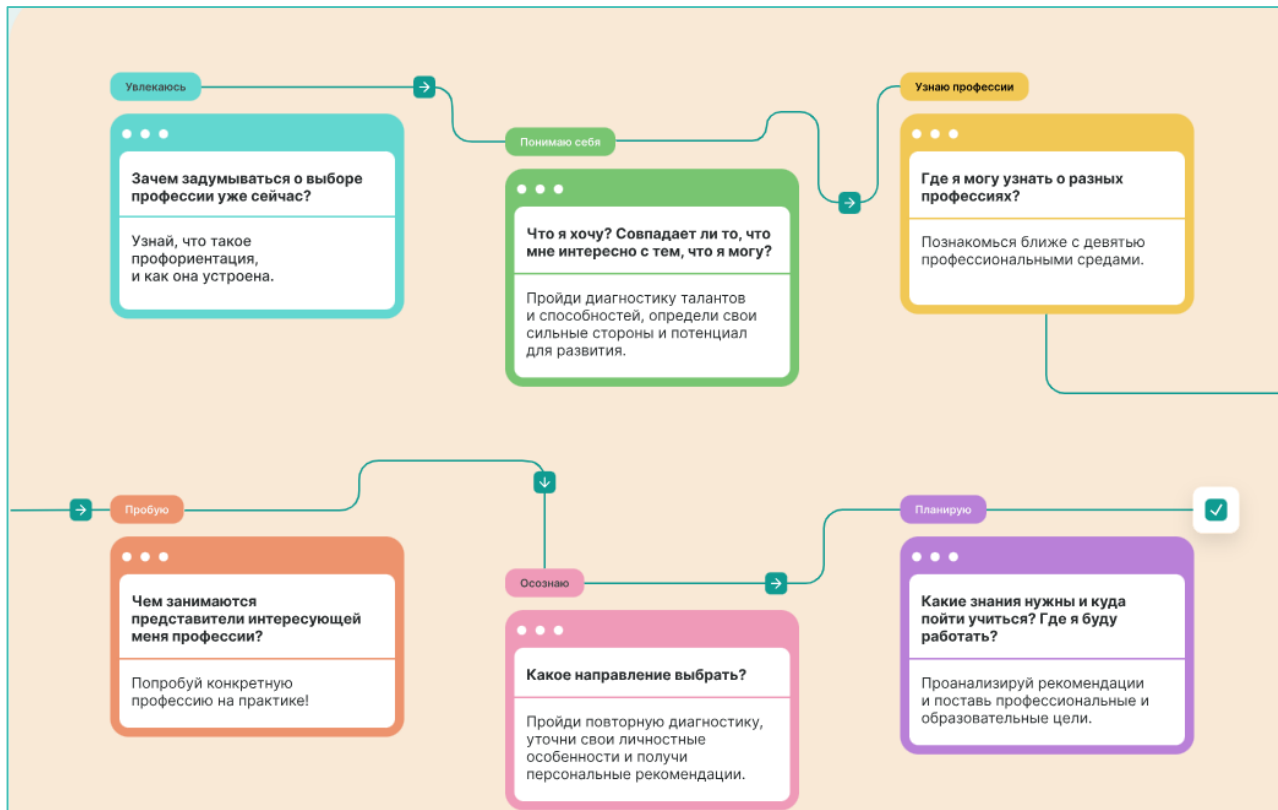 Увлекаюсь
Зачем задумываться о выборе
профессии уже сейчас?
Узнай, что такое
профориентация,
и как она устроена.
Понимаю себя
Что я хочу? Совпадает ли то, что
мне интересно с тем, что я могу?
Пройди диагностику талантов
и способностей, определи свои
сильные стороны и потенциал
для развития.
Узнаю профессии
Где я могу узнать о разных
профессиях?
Познакомься ближе с девятью
профессиональными средами.
Пробую
Чем занимаются
представители интересующей
меня профессии?
Попробуй конкретную
профессию на практике!
Осознаю
Какое направление выбрать?
Пройди повторную диагностику,
уточни свои личностные
особенности и получи
персональные рекомендации.
Планирую
Какие знания нужны и куда
пойти учиться? Где я буду
работать?
Проанализируй рекомендации
и поставь профессиональные и
образовательные цели.